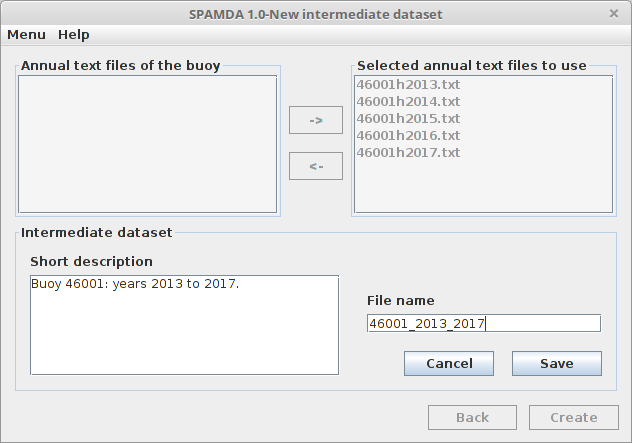 SPAMDA 1.0-New intermediate dataset
Menu Help
Annual text files of the buoy
Selected annual text files to use
46001h2013.txt
46001h2014.txt
46001h2015.txt
46001h2016.txt
46001h2017.txt
->
<-
Intermediate dataset
Short description
Buoy 46001: years 2013 to 2017.
File name
46001_2013_2017
Cancel
Save
Back
Create